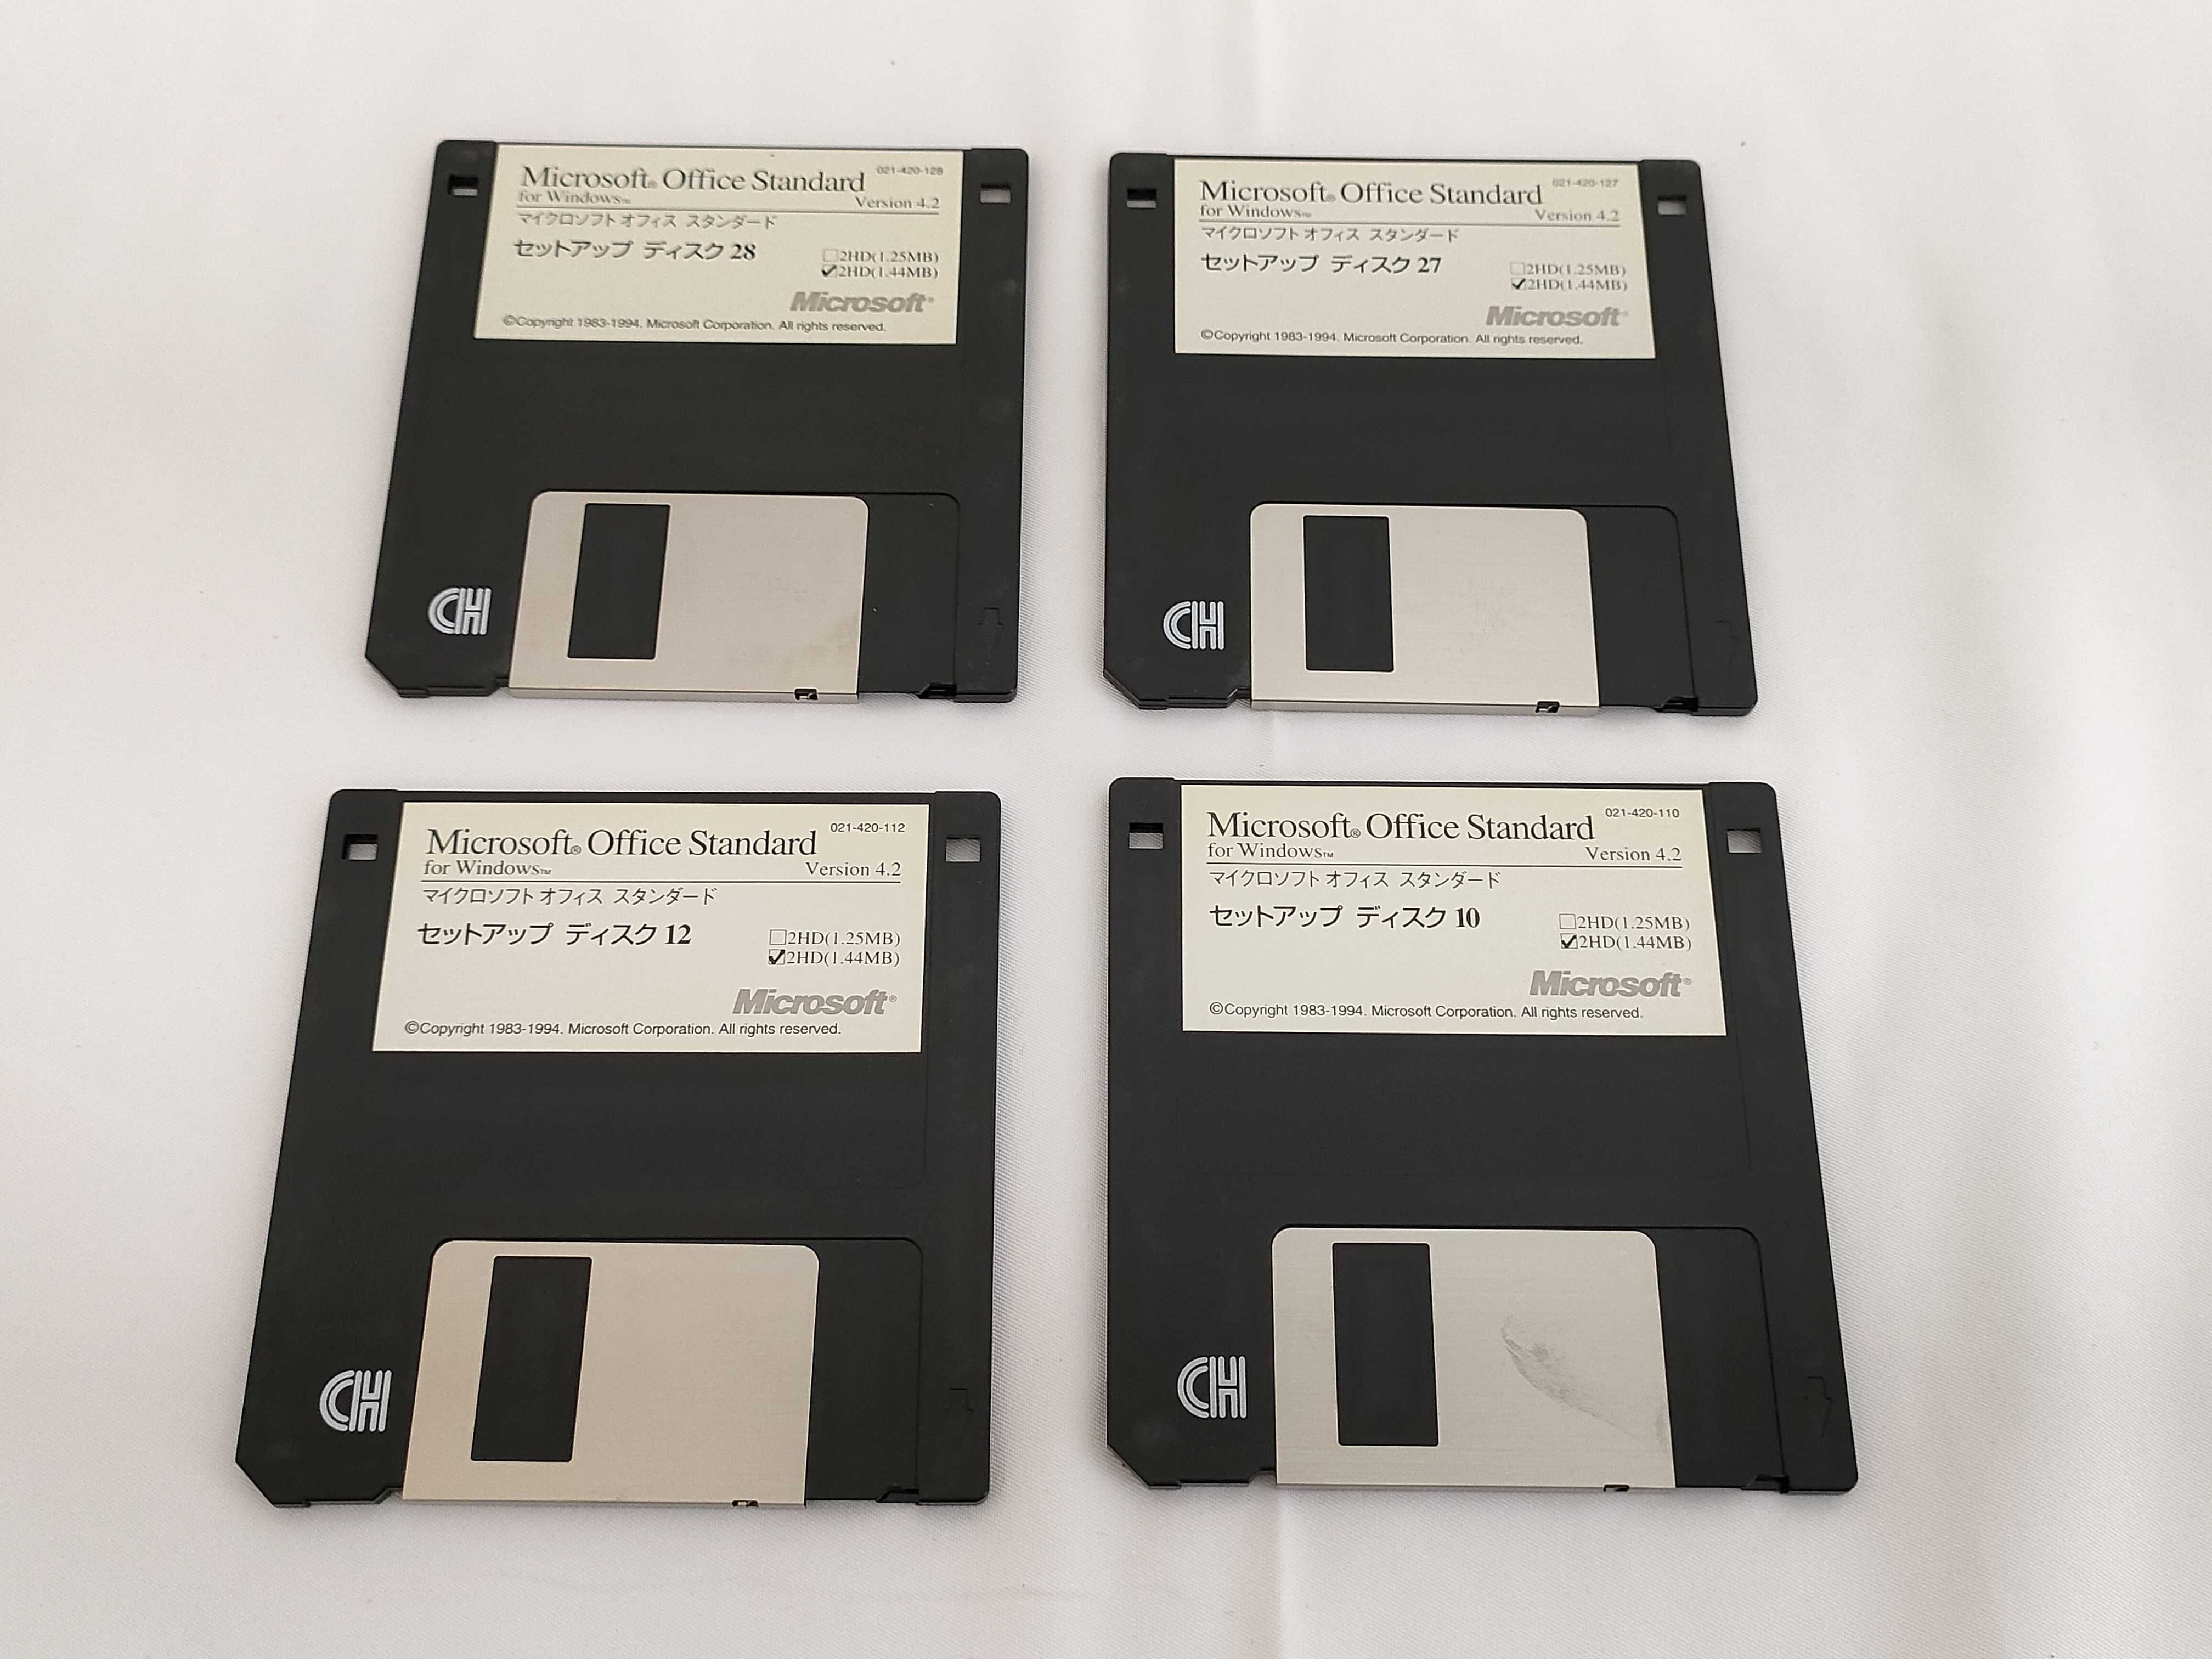 Microsoft® Office Standard 021-420-128
for Windows™ Version 4.2
マイクロソフト オフィス スタンダード
セットアップ ディスク 28
2HD(1.25MB)
2HD(1.44MB)
Microsoft®
©Copyright 1983-1994. Microsoft Corporation. All rights reserved.
CH
Microsoft® Office Standard 021-420-127
for Windows™ Version 4.2
マイクロソフト オフィス スタンダード
セットアップ ディスク 27
2HD(1.25MB)
2HD(1.44MB)
Microsoft®
©Copyright 1983-1994. Microsoft Corporation. All rights reserved.
CH
Microsoft® Office Standard 021-420-112
for Windows™ Version 4.2
マイクロソフト オフィス スタンダード
セットアップ ディスク 12
2HD(1.25MB)
2HD(1.44MB)
Microsoft®
©Copyright 1983-1994. Microsoft Corporation. All rights reserved.
CH
Microsoft® Office Standard 021-420-110
for Windows™ Version 4.2
マイクロソフト オフィス スタンダード
セットアップ ディスク 10
2HD(1.25MB)
2HD(1.44MB)
Microsoft®
©Copyright 1983-1994. Microsoft Corporation. All rights reserved.
CH